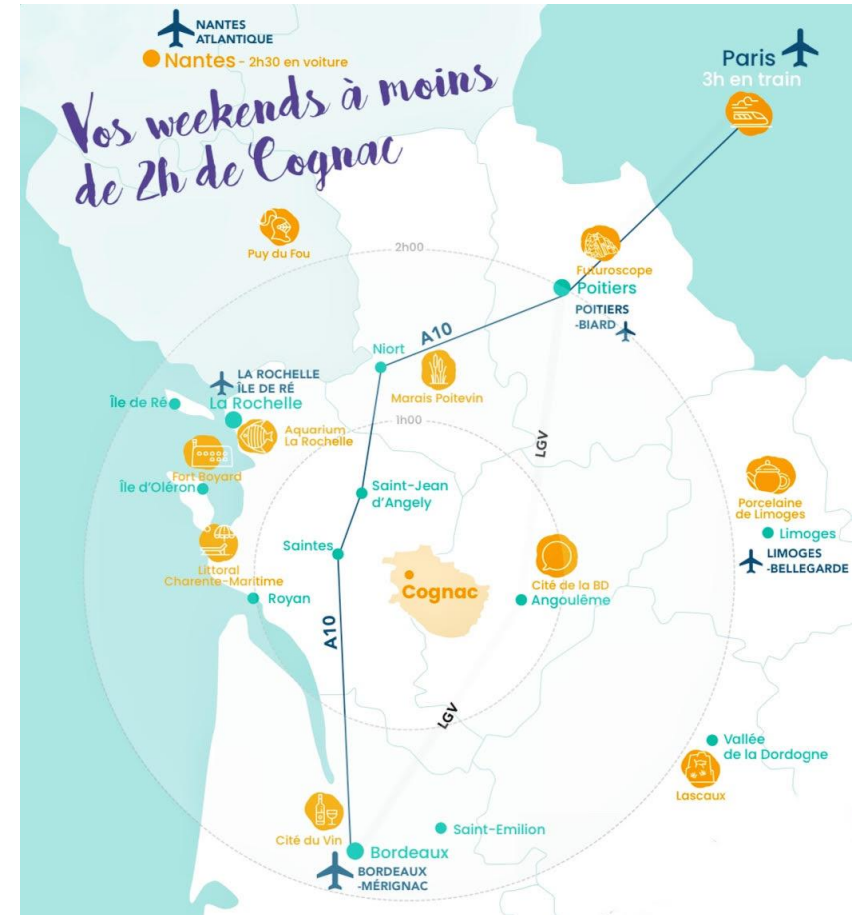 NANTES
ATLANTIQUE
Nantes - 2h30 en voiture
Paris
3h en train
Vos weekends à moins
de 2h de Cognac
Puy du Fou
2h00
Futuroscope
Poitiers
POITIERS
-BIARD
A10
Niort
LA ROCHELLE
ÎLE DE RÉ
Île de Ré
La Rochelle
Marais Poitevin
1h00
Aquarium
La Rochelle
LGV
Fort Boyard
Île d'Oléron
Saint-Jean
d'Angely
Porcelaine
de Limoges
Limoges
LIMOGES
-BELLEGARDE
Saintes
Littoral
Charente-Maritime
Cité de la BD
Angoulême
Cognac
Royan
A10
LGV
Vallée
de la Dordogne
Lascaux
Cité du Vin
Saint-Emilion
Bordeaux
BORDEAUX
-MÉRIGNAC